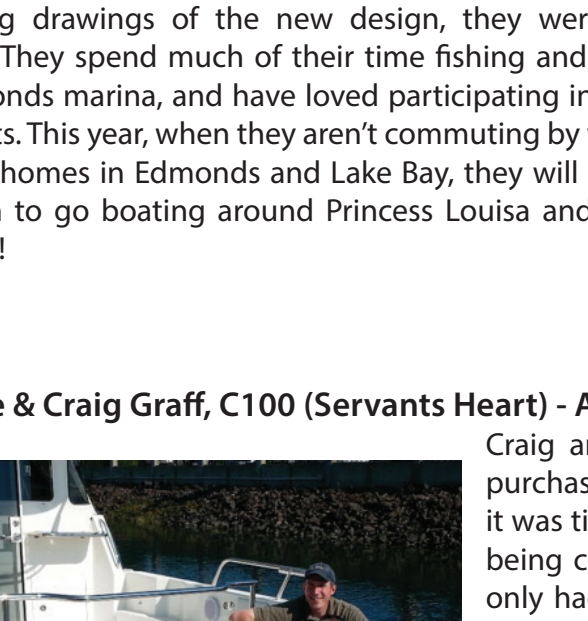 g drawings of the new design, they wer
They spend much of their time fishing and
onds marina, and have loved participating in
ts. This year, when they aren't commuting by
homes in Edmonds and Lake Bay, they will
to go boating around Princess Louisa and
!
e & Craig Graff, C100 (Servants Heart) - A
Craig a
purchas
it was ti
being c
only ha